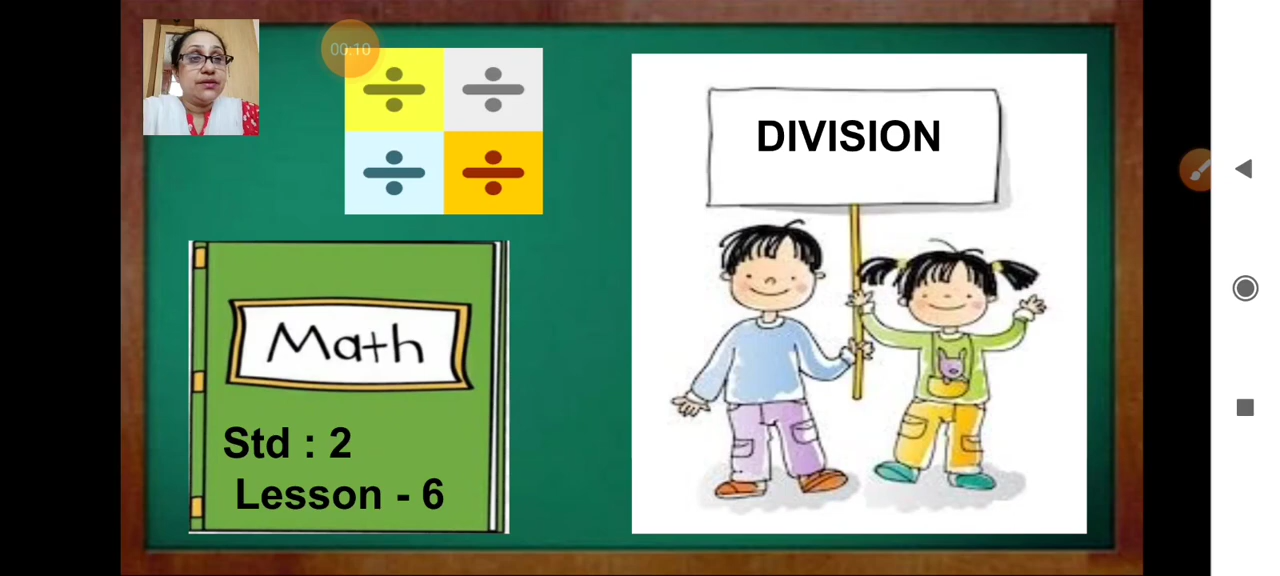 00:10
÷ ÷
÷ ÷
DIVISION
Math
Std : 2
Lesson - 6